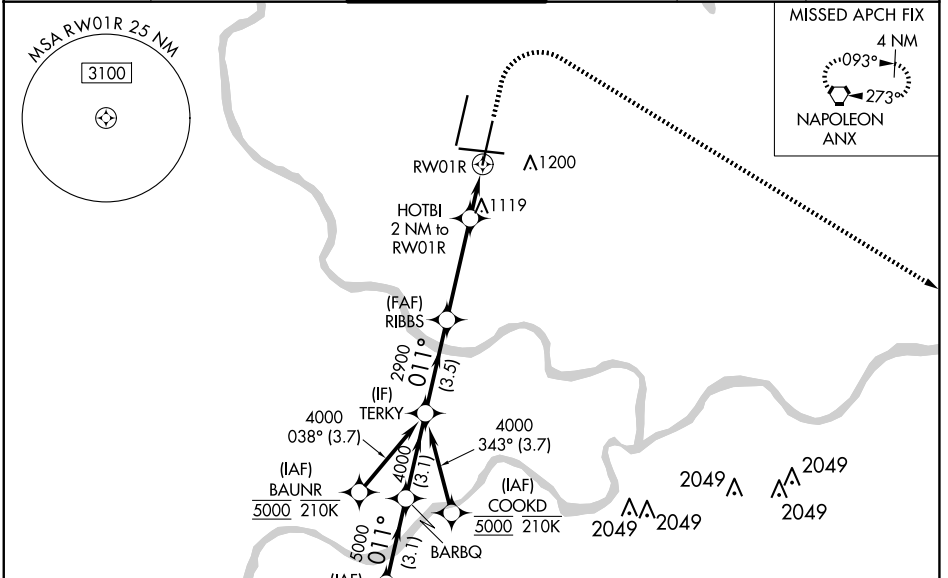 MSA RW01R 25 NM
3100
MISSED APCH FIX
4 NM
093°
273°
NAPOLEON
ANX
RW01R
1200
HOTBI
2 NM to
RW01R
1119
(FAF)
RIBBS
2900
011°
(3.5)
(IF)
TERKY
4000
038° (3.7)
4000
343° (3.7)
4000
(3.1)
(IAF)
BAUNR
5000 210K
(IAF)
COOKD
5000 210K
BARBQ
5000
011°
(3.1)
2049
2049
2049
2049
2049